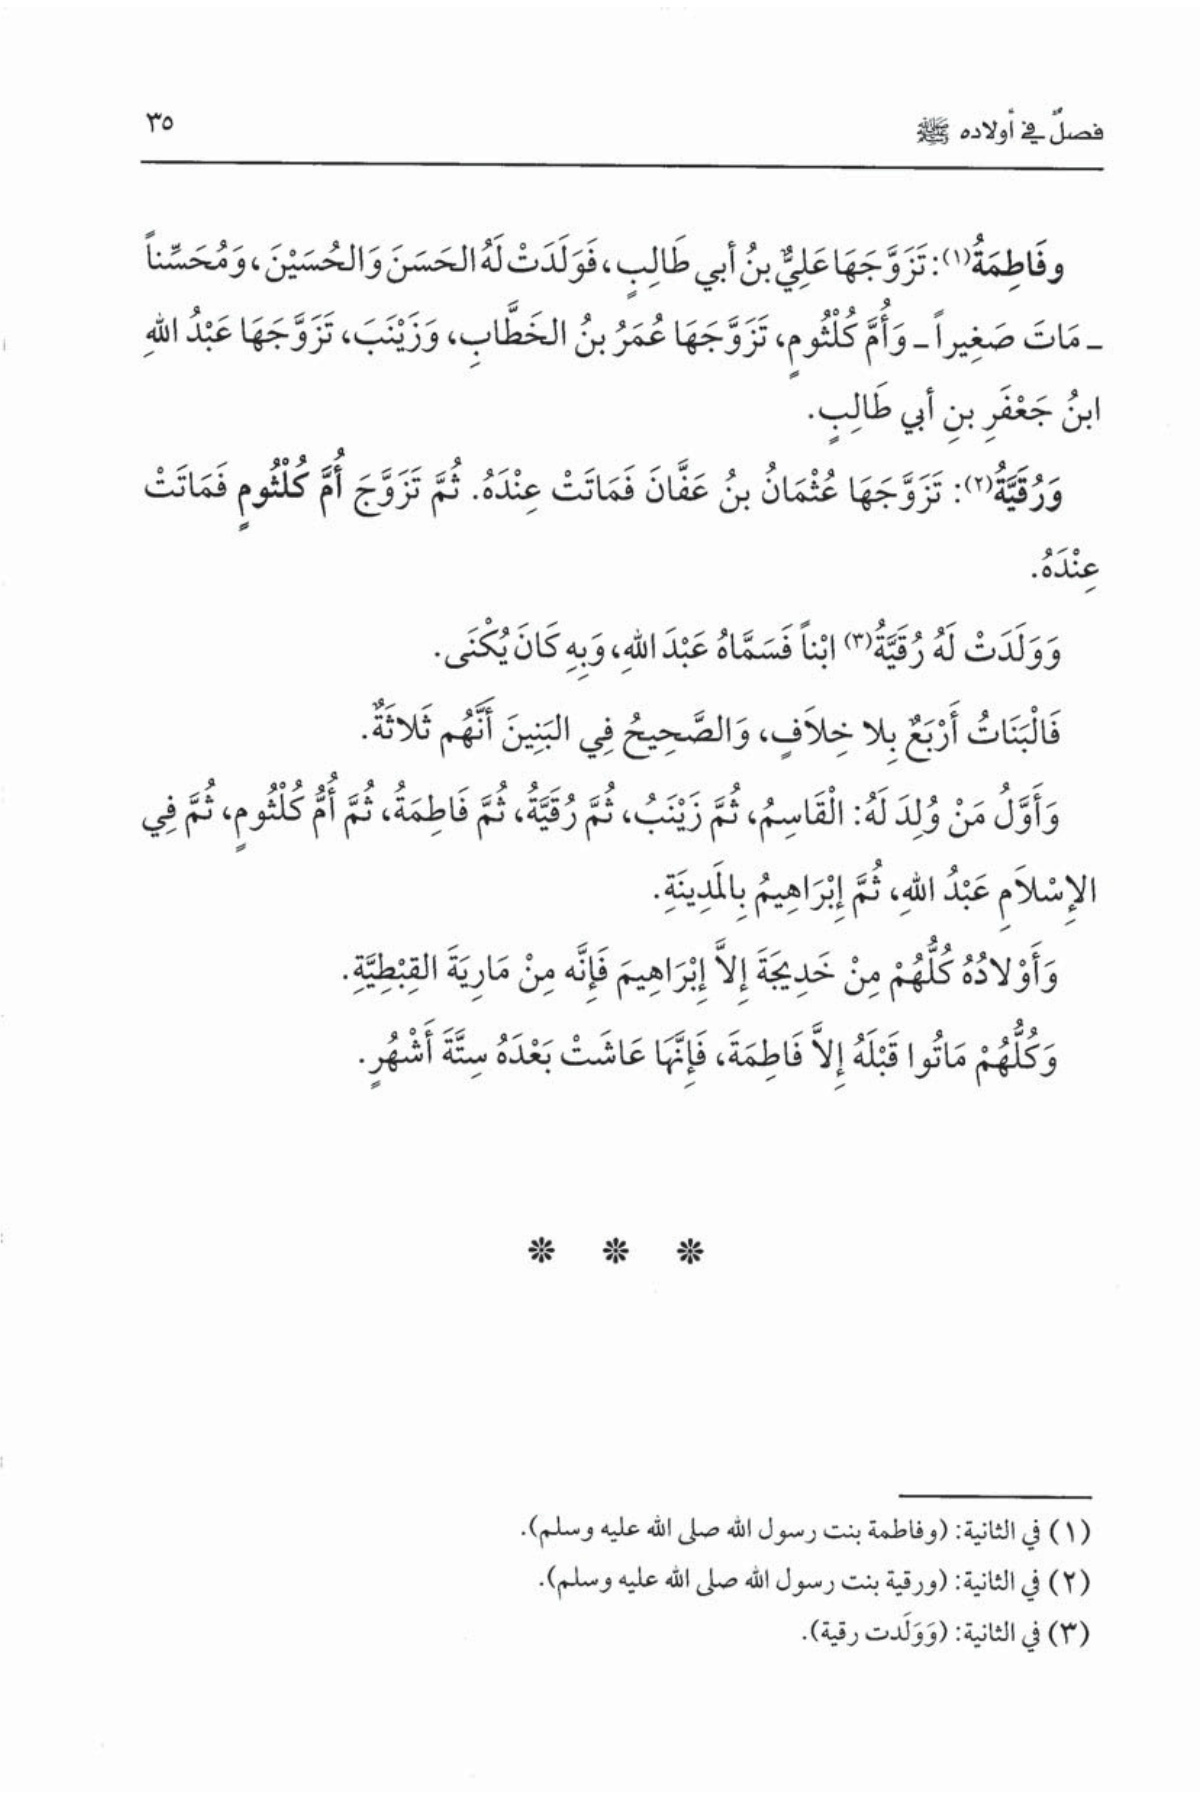 فصلٌ في أولاده ﷺ
٣٥
وفَاطِمَةُ(١): تَزَوَّجَهَا عَلِيٌّ بنُ أبي طَالِبٍ، فَوَلَدَتْ لَهُ الحَسَنَ وَالحُسَيْنَ، وَمُحَسِّناً
ـ مَاتَ صَغِيراً ـ وَأُمَّ كُلْثُومٍ، تَزَوَّجَهَا عُمَرُ بنُ الخَطَّابِ، وَزَيْنَبَ، تَزَوَّجَهَا عَبْدُ اللهِ
ابنُ جَعْفَرِ بنِ أبي طَالِبٍ.
وَرُقَيَّةُ(٢): تَزَوَّجَهَا عُثْمَانُ بنُ عَفَّانَ فَمَاتَتْ عِنْدَهُ. ثُمَّ تَزَوَّجَ أُمَّ كُلْثُومٍ فَمَاتَتْ
عِنْدَهُ.
وَوَلَدَتْ لَهُ رُقَيَّةُ(٣) ابْناً فَسَمَّاهُ عَبْدَ اللهِ، وَبِهِ كَانَ يُكْنَى.
فَالْبَنَاتُ أَرْبَعٌ بِلا خِلاَفٍ، وَالصَّحِيحُ فِي البَنِينَ أَنَّهُم ثَلاثَةٌ.
وَأَوَّلُ مَنْ وُلِدَ لَهُ: الْقَاسِمُ، ثُمَّ زَيْنَبُ، ثُمَّ رُقَيَّةُ، ثُمَّ فَاطِمَةُ، ثُمَّ أُمُّ كُلْثُومٍ، ثُمَّ فِي
الإِسْلاَمِ عَبْدُ اللهِ، ثُمَّ إِبْرَاهِيمُ بِالمَدِينَةِ.
وَأَوْلادُهُ كُلُّهُمْ مِنْ خَدِيجَةَ إِلاَّ إِبْرَاهِيمَ فَإِنَّه مِنْ مَارِيَةَ القِبْطِيَّةِ.
وَكُلُّهُمْ مَاتُوا قَبْلَهُ إِلاَّ فَاطِمَةَ، فَإِنَّهَا عَاشَتْ بَعْدَهُ سِتَّةَ أَشْهُرٍ.
(١) في الثانية: (وفاطمة بنت رسول الله صلى الله عليه وسلم).
(٢) في الثانية: (ورقية بنت رسول الله صلى الله عليه وسلم).
(٣) في الثانية: (وَوَلَدت رقية).